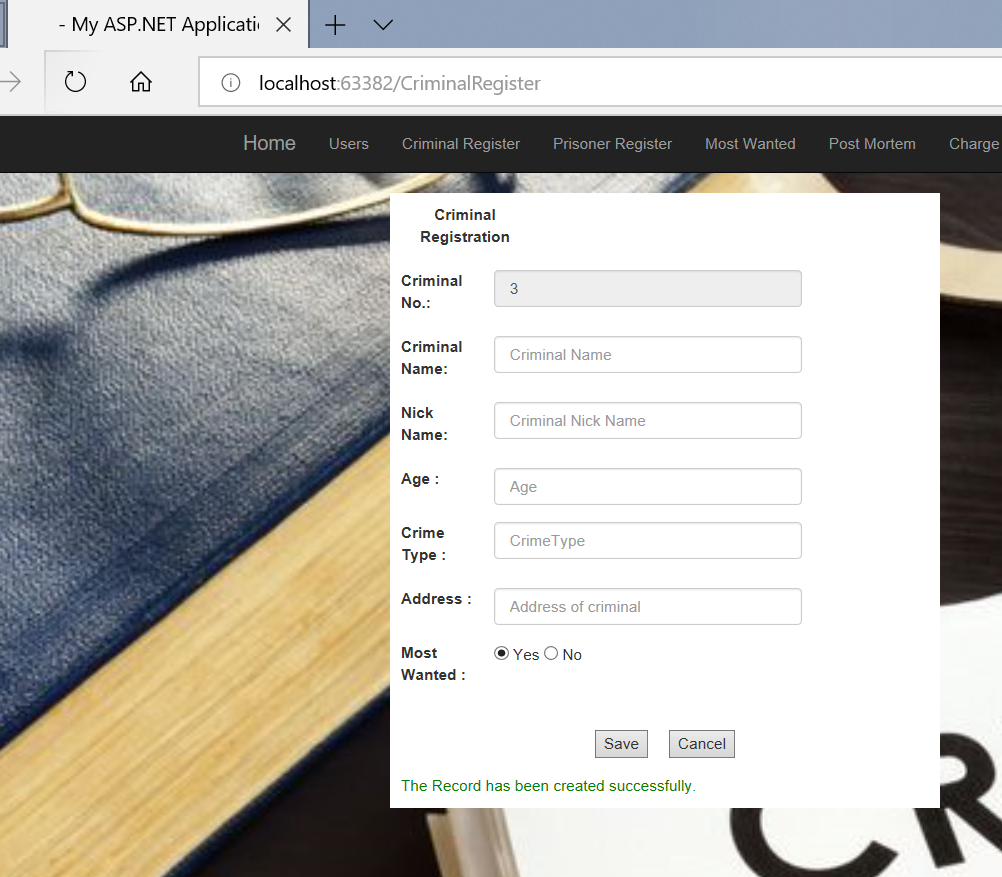 - My ASP.NET Applicati
localhost:63382/CriminalRegister
Home Users Criminal Register Prisoner Register Most Wanted Post Mortem Charge
Criminal
Registration
Criminal
No.:
3
Criminal
Name:
Criminal Name
Nick
Name:
Criminal Nick Name
Age :
Age
Crime
Type :
CrimeType
Address :
Address of criminal
Most
Wanted :
Yes No
Save Cancel
The Record has been created successfully.
CR